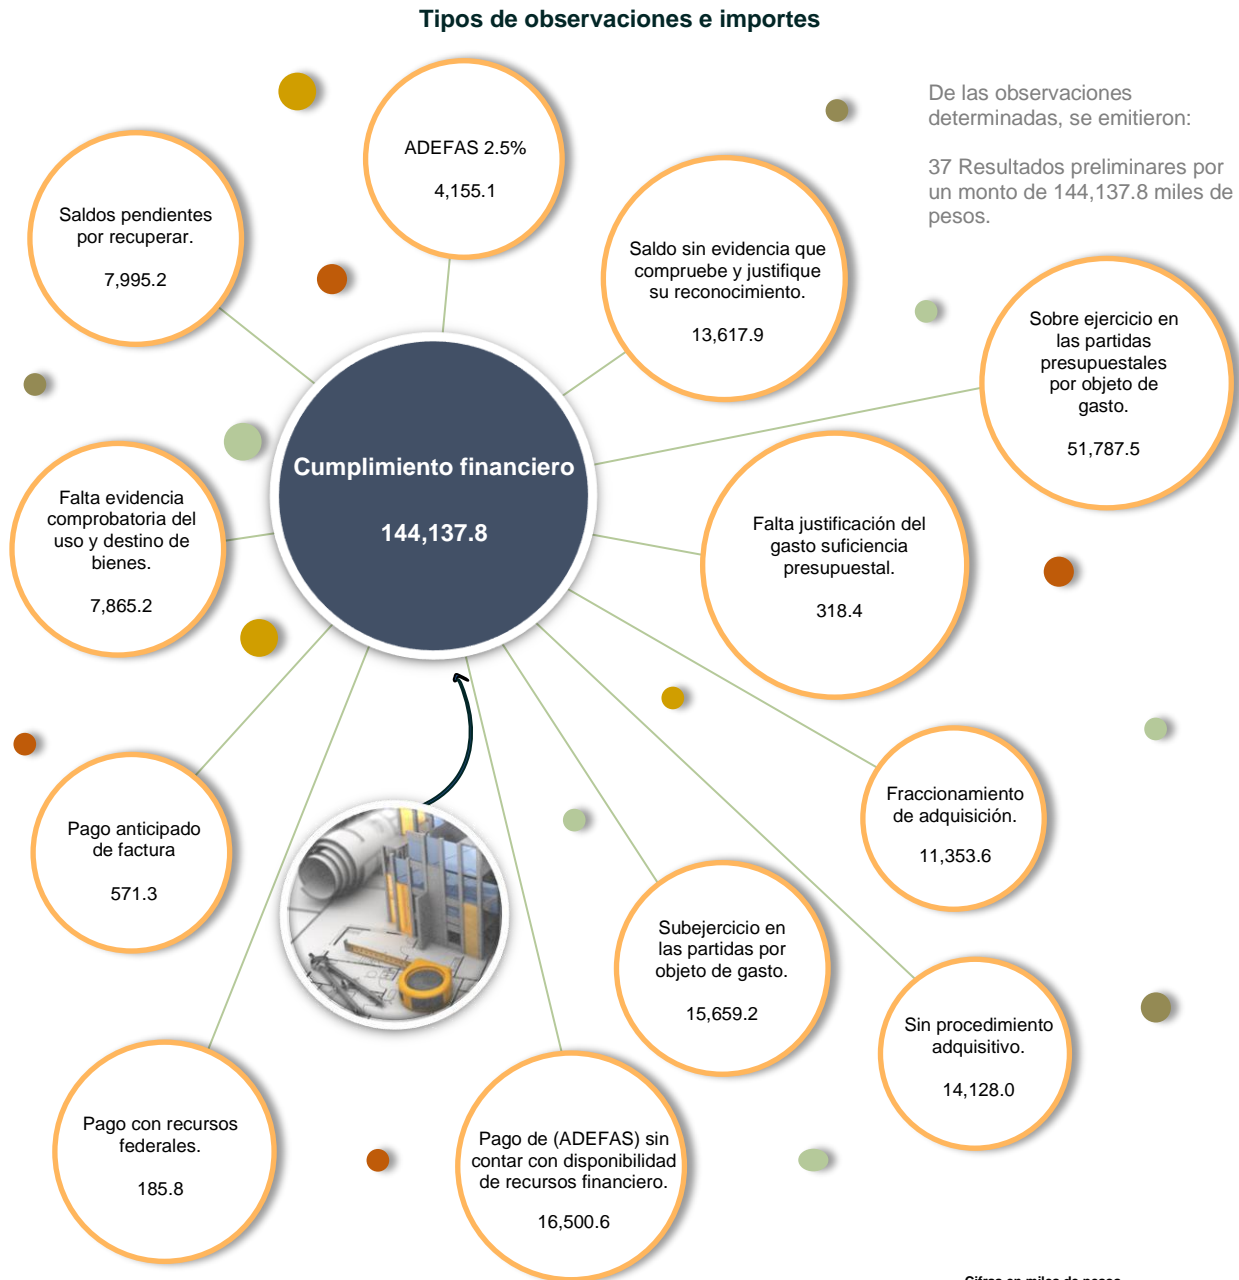 Tipos de observaciones e importes
De las observaciones
determinadas, se emitieron:
37 Resultados preliminares por
un monto de 144,137.8 miles de
pesos.
ADEFAS 2.5%
4,155.1
Saldos pendientes
por recuperar.
7,995.2
Saldo sin evidencia que
compruebe y justifique
su reconocimiento.
13,617.9
Sobre ejercicio en
las partidas
presupuestales
por objeto de
gasto.
51,787.5
Cumplimiento financiero
144,137.8
Falta evidencia
comprobatoria del
uso y destino de
bienes.
7,865.2
Falta justificación del
gasto suficiencia
presupuestal.
318.4
Pago anticipado
de factura
571.3
Fraccionamiento
de adquisición.
11,353.6
Subejercicio en
las partidas por
objeto de gasto.
15,659.2
Sin procedimiento
adquisitivo.
14,128.0
Pago con recursos
federales.
185.8
Pago de (ADEFAS) sin
contar con disponibilidad
de recursos financiero.
16,500.6
Cifras en miles de pesos